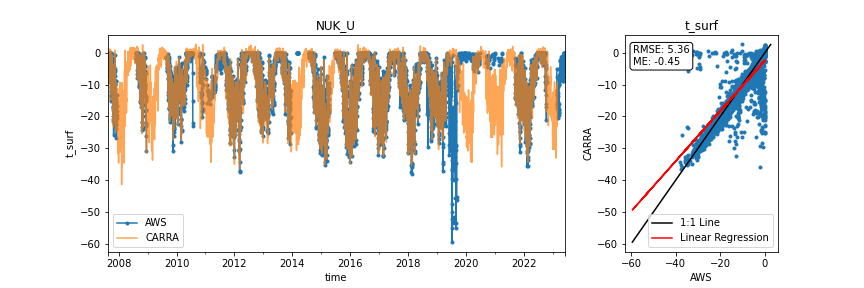 NUK_U
t_surf
0
−10
−20
−30
−40
−50
−60
t_surf
AWS
CARRA
2008
2010
2012
2014
2016
2018
2020
2022
time
t_surf
RMSE: 5.36
ME: -0.45
0
−10
−20
−30
−40
−50
−60
CARRA
1:1 Line
Linear Regression
−60
−40
−20
0
AWS